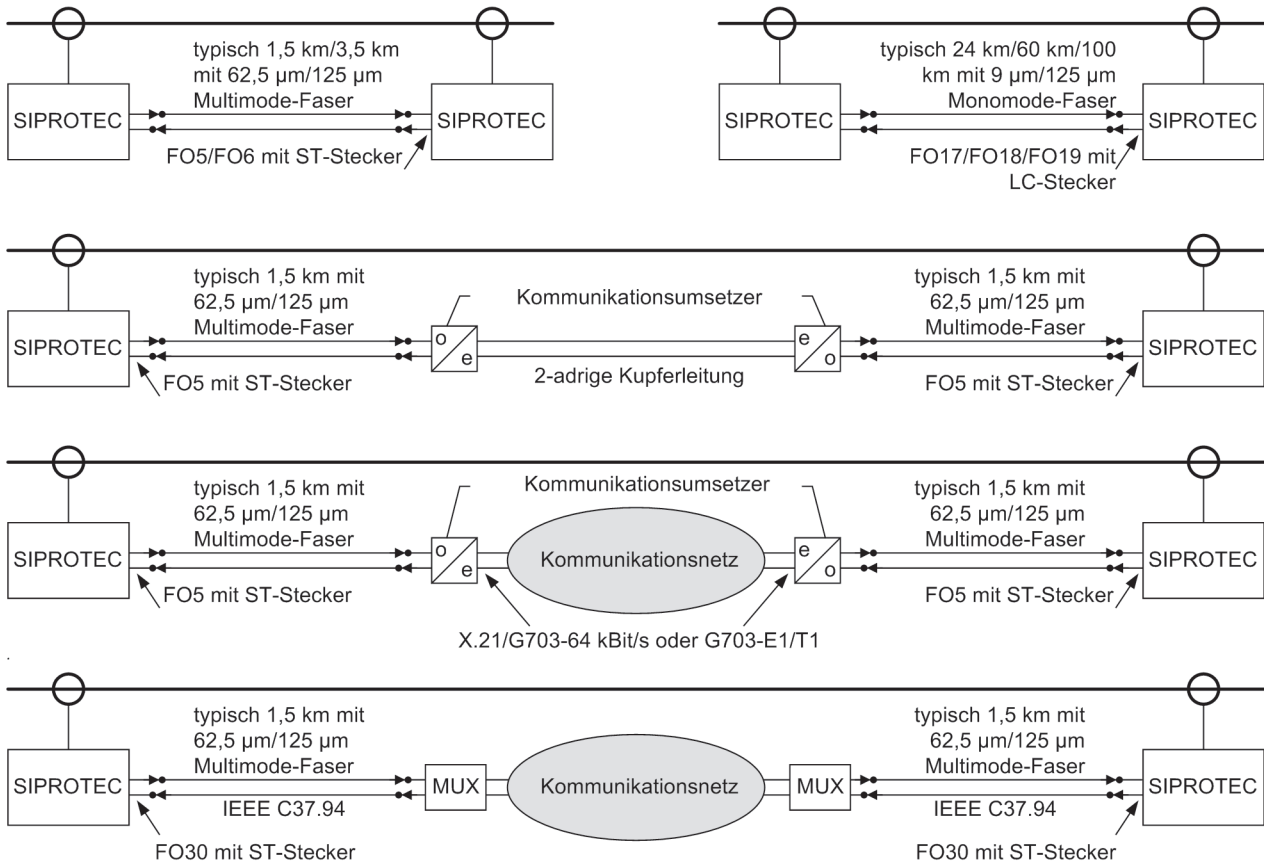 typisch 1,5 km/3,5 km
mit 62,5 µm/125 µm
Multimode-Faser
SIPROTEC
SIPROTEC
FO5/FO6 mit ST-Stecker
typisch 24 km/60 km/100
km mit 9 µm/125 µm
Monomode-Faser
SIPROTEC
SIPROTEC
FO17/FO18/FO19 mit
LC-Stecker
typisch 1,5 km mit
62,5 µm/125 µm
Multimode-Faser
Kommunikationsumsetzer
typisch 1,5 km mit
62,5 µm/125 µm
Multimode-Faser
SIPROTEC
o
e
e
o
SIPROTEC
FO5 mit ST-Stecker
2-adrige Kupferleitung
FO5 mit ST-Stecker
typisch 1,5 km mit
62,5 µm/125 µm
Multimode-Faser
Kommunikationsumsetzer
typisch 1,5 km mit
62,5 µm/125 µm
Multimode-Faser
SIPROTEC
o
e
Kommunikationsnetz
e
o
SIPROTEC
FO5 mit ST-Stecker
FO5 mit ST-Stecker
X.21/G703-64 kBit/s oder G703-E1/T1
typisch 1,5 km mit
62,5 µm/125 µm
Multimode-Faser
typisch 1,5 km mit
62,5 µm/125 µm
Multimode-Faser
SIPROTEC
MUX
Kommunikationsnetz
MUX
SIPROTEC
IEEE C37.94
IEEE C37.94
FO30 mit ST-Stecker
FO30 mit ST-Stecker